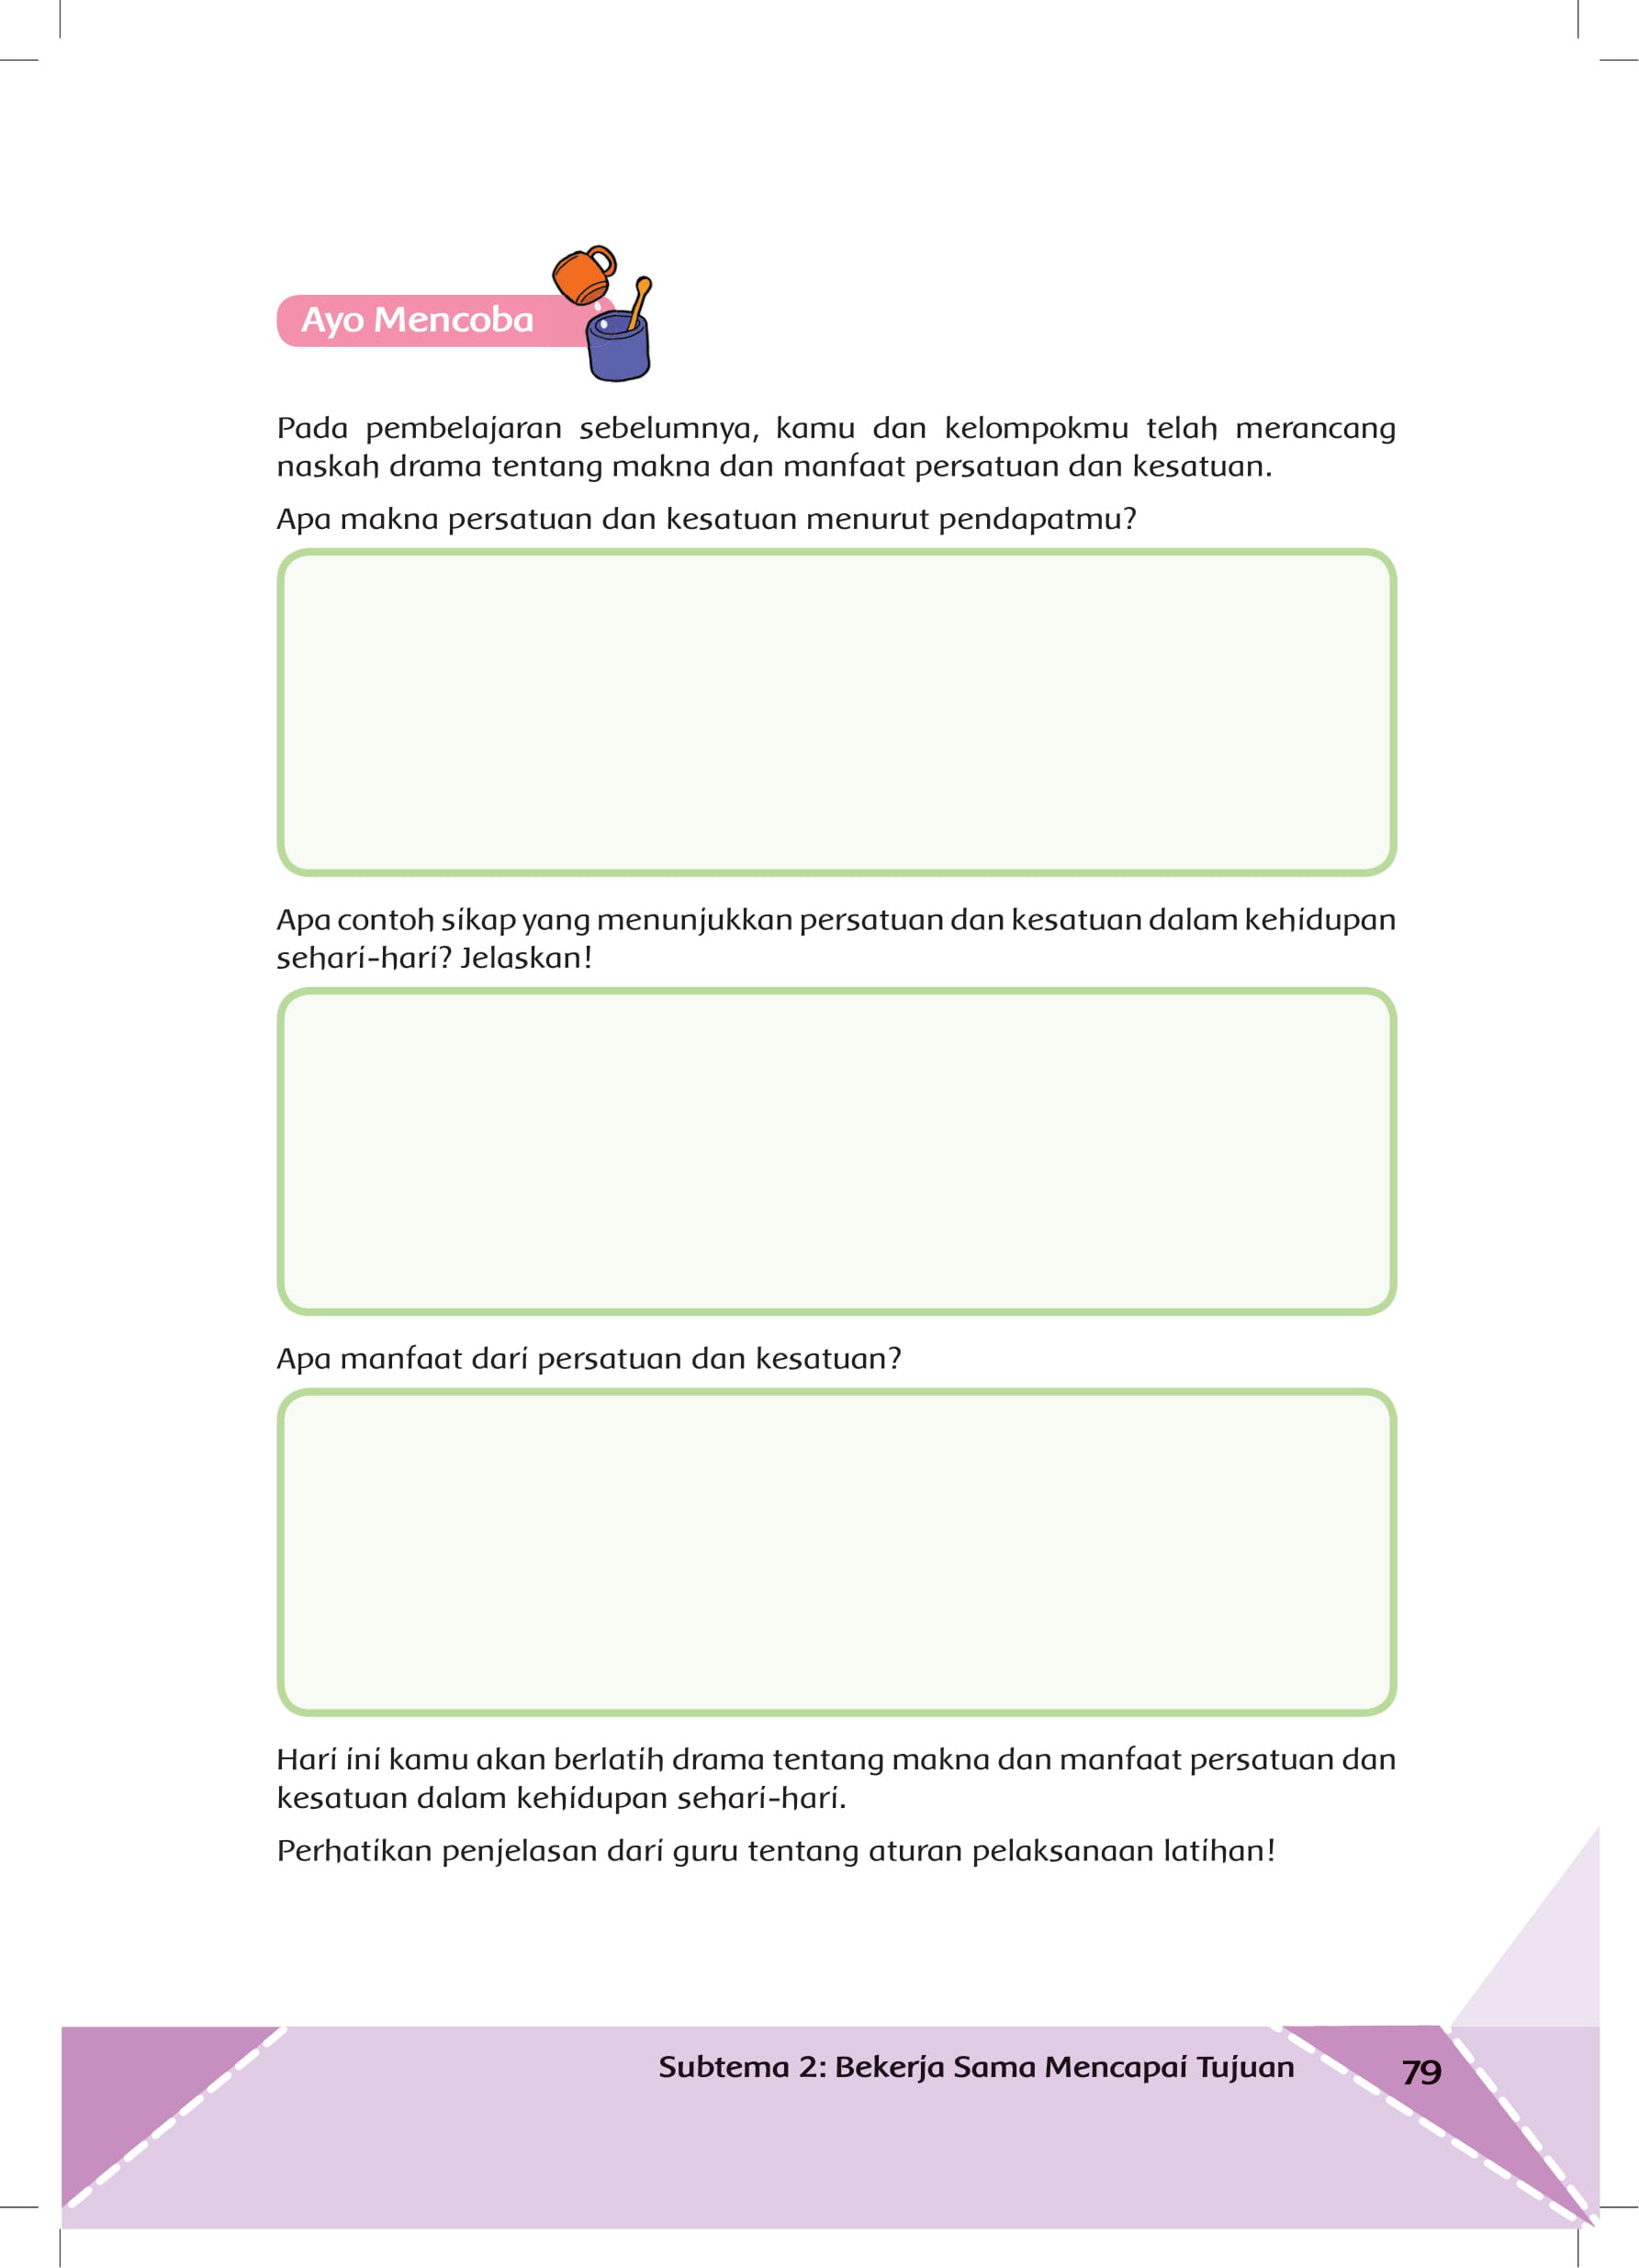 Ayo Mencoba
Pada pembelajaran sebelumnya, kamu dan kelompokmu telah merancang
naskah drama tentang makna dan manfaat persatuan dan kesatuan.
Apa makna persatuan dan kesatuan menurut pendapatmu?
Apa contoh sikap yang menunjukkan persatuan dan kesatuan dalam kehidupan
sehari-hari? Jelaskan!
Apa manfaat dari persatuan dan kesatuan?
Hari ini kamu akan berlatih drama tentang makna dan manfaat persatuan dan
kesatuan dalam kehidupan sehari-hari.
Perhatikan penjelasan dari guru tentang aturan pelaksanaan latihan!
Subtema 2: Bekerja Sama Mencapai Tujuan
79